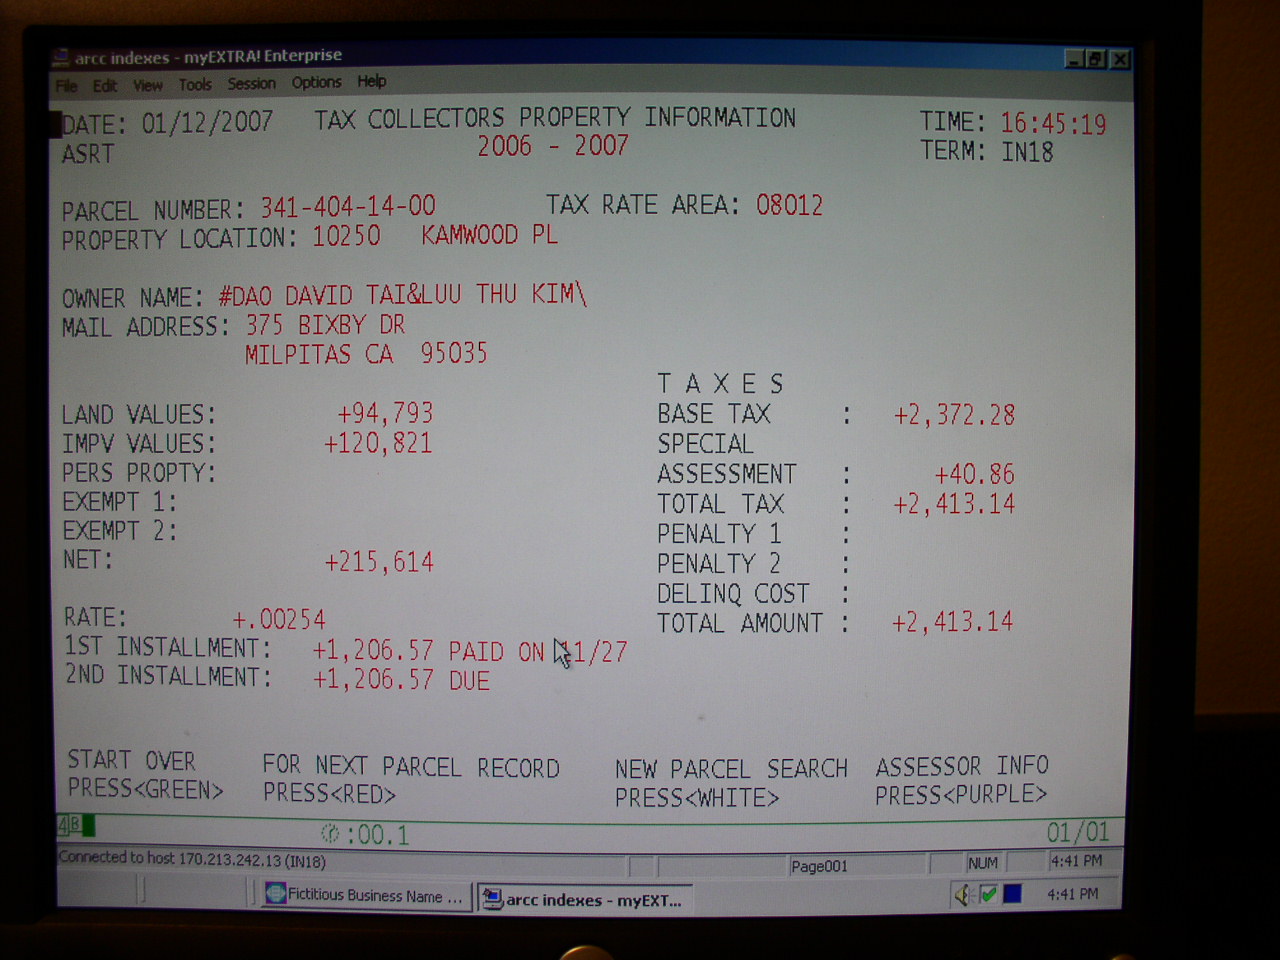 arcc indexes - myEXTRA! Enterprise
File Edit View Tools Session Options Help
DATE: 01/12/2007 TAX COLLECTORS PROPERTY INFORMATION TIME: 16:45:19
ASRT 2006 - 2007 TERM: IN18
PARCEL NUMBER: 341-404-14-00 TAX RATE AREA: 08012
PROPERTY LOCATION: 10250 KAMWOOD PL
OWNER NAME: #DAO DAVID TAI&LUU THU KIM\
MAIL ADDRESS: 375 BIXBY DR
MILPITAS CA 95035
T A X E S
LAND VALUES: +94,793 BASE TAX : +2,372.28
IMPV VALUES: +120,821 SPECIAL
PERS PROPTY: ASSESSMENT : +40.86
EXEMPT 1: TOTAL TAX : +2,413.14
EXEMPT 2: PENALTY 1 :
NET: +215,614 PENALTY 2 :
DELINQ COST :
RATE: +.00254 TOTAL AMOUNT : +2,413.14
1ST INSTALLMENT: +1,206.57 PAID ON 11/27
2ND INSTALLMENT: +1,206.57 DUE
START OVER FOR NEXT PARCEL RECORD NEW PARCEL SEARCH ASSESSOR INFO
PRESS<GREEN> PRESS<RED> PRESS<WHITE> PRESS<PURPLE>
4B :00.1 01/01
Connected to host 170.213.242.13 (IN18) Page001 NUM 4:41 PM
Fictitious Business Name ... arcc indexes - myEXT... 4:41 PM